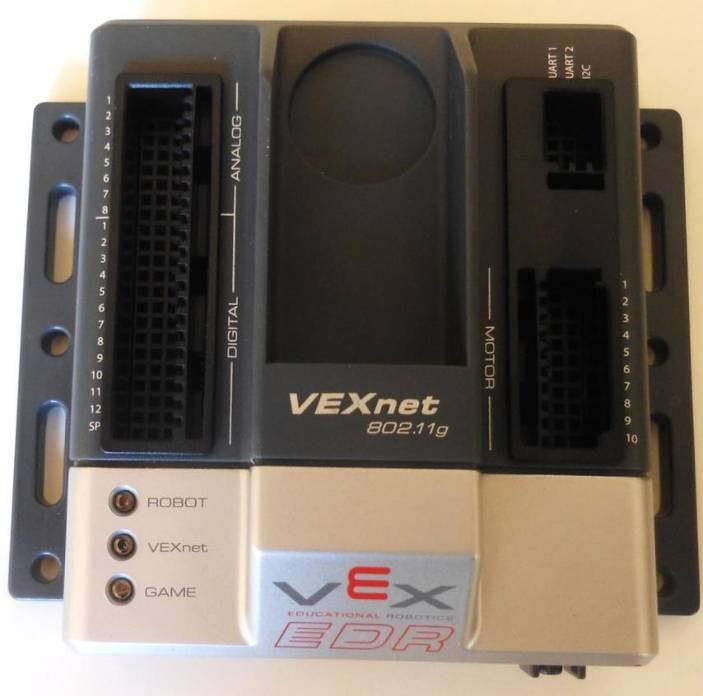 UART 1
UART 2
I2C
1
2
3
4
5
6
7
8
ANALOG
1
2
3
4
5
6
7
8
9
10
11
12
SP
DIGITAL
MOTOR
1
2
3
4
5
6
7
8
9
10
VEXnet
802.11g
ROBOT
VEXnet
GAME
VEX
EDUCATIONAL ROBOTICS
EDR